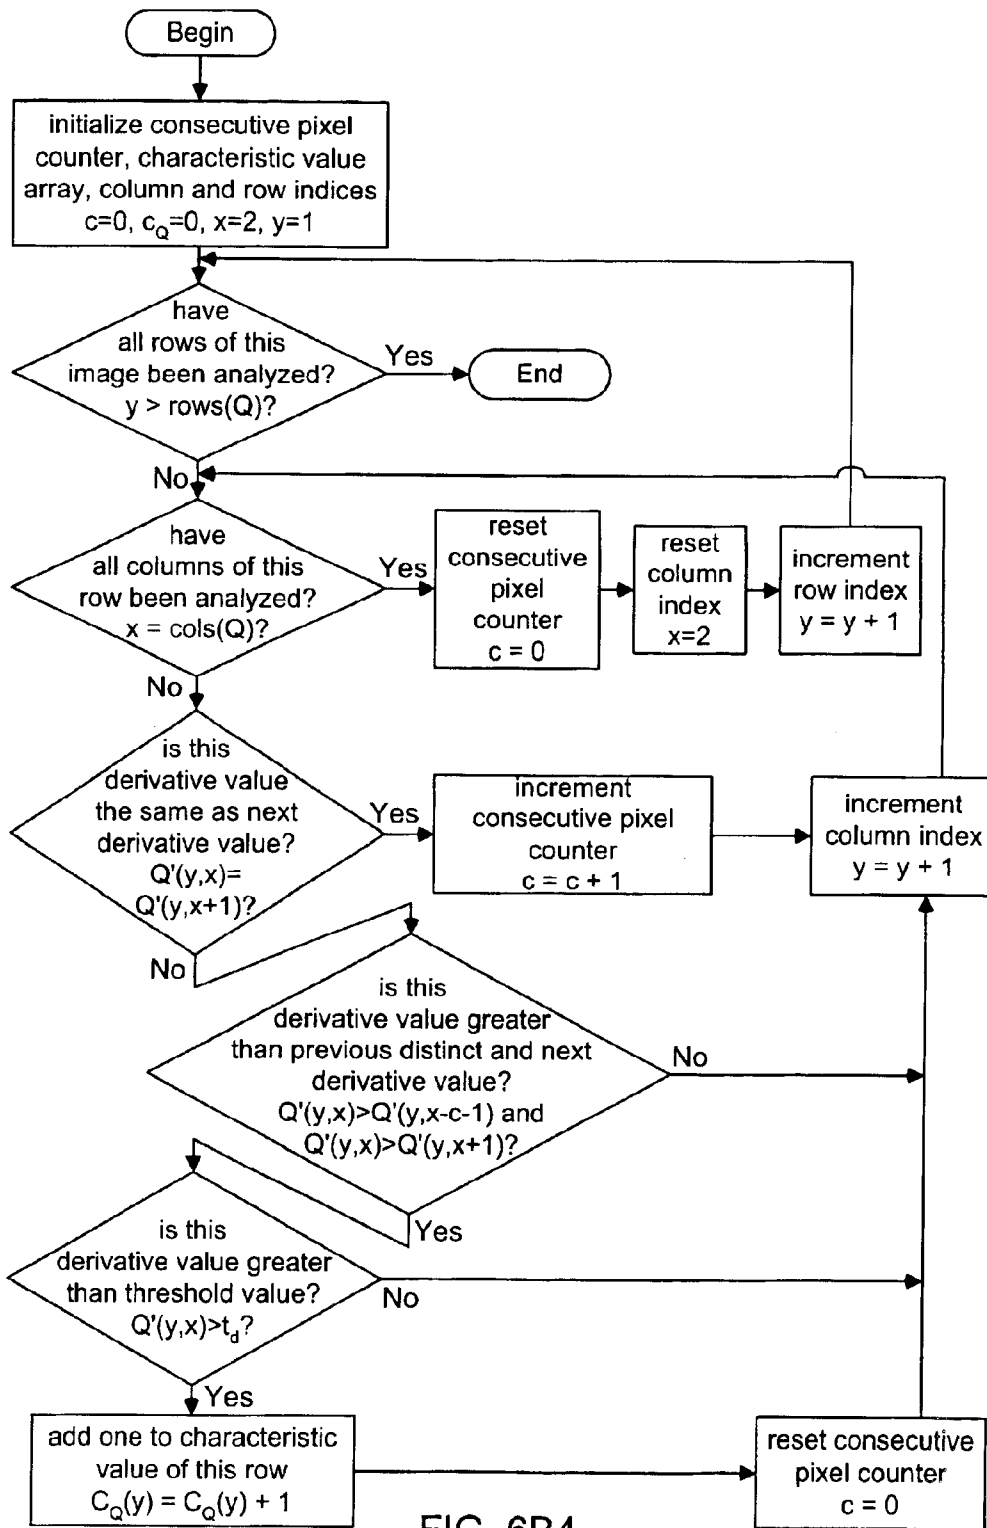 Begin
initialize consecutive pixel
counter, characteristic value
array, column and row indices
c=0, c_Q=0, x=2, y=1
have
all rows of this
image been analyzed?
y > rows(Q)?
Yes
End
No
have
all columns of this
row been analyzed?
x = cols(Q)?
Yes
reset
consecutive
pixel
counter
c = 0
reset
column
index
x=2
increment
row index
y = y + 1
No
is this
derivative value
the same as next
derivative value?
Q'(y,x)=
Q'(y,x+1)?
Yes
increment
consecutive pixel
counter
c = c + 1
increment
column index
y = y + 1
No
is this
derivative value greater
than previous distinct and next
derivative value?
Q'(y,x)>Q'(y,x-c-1) and
Q'(y,x)>Q'(y,x+1)?
No
Yes
is this
derivative value greater
than threshold value?
Q'(y,x)>t_d?
No
Yes
add one to characteristic
value of this row
C_Q(y) = C_Q(y) + 1
reset consecutive
pixel counter
c = 0
FIG. 6B4